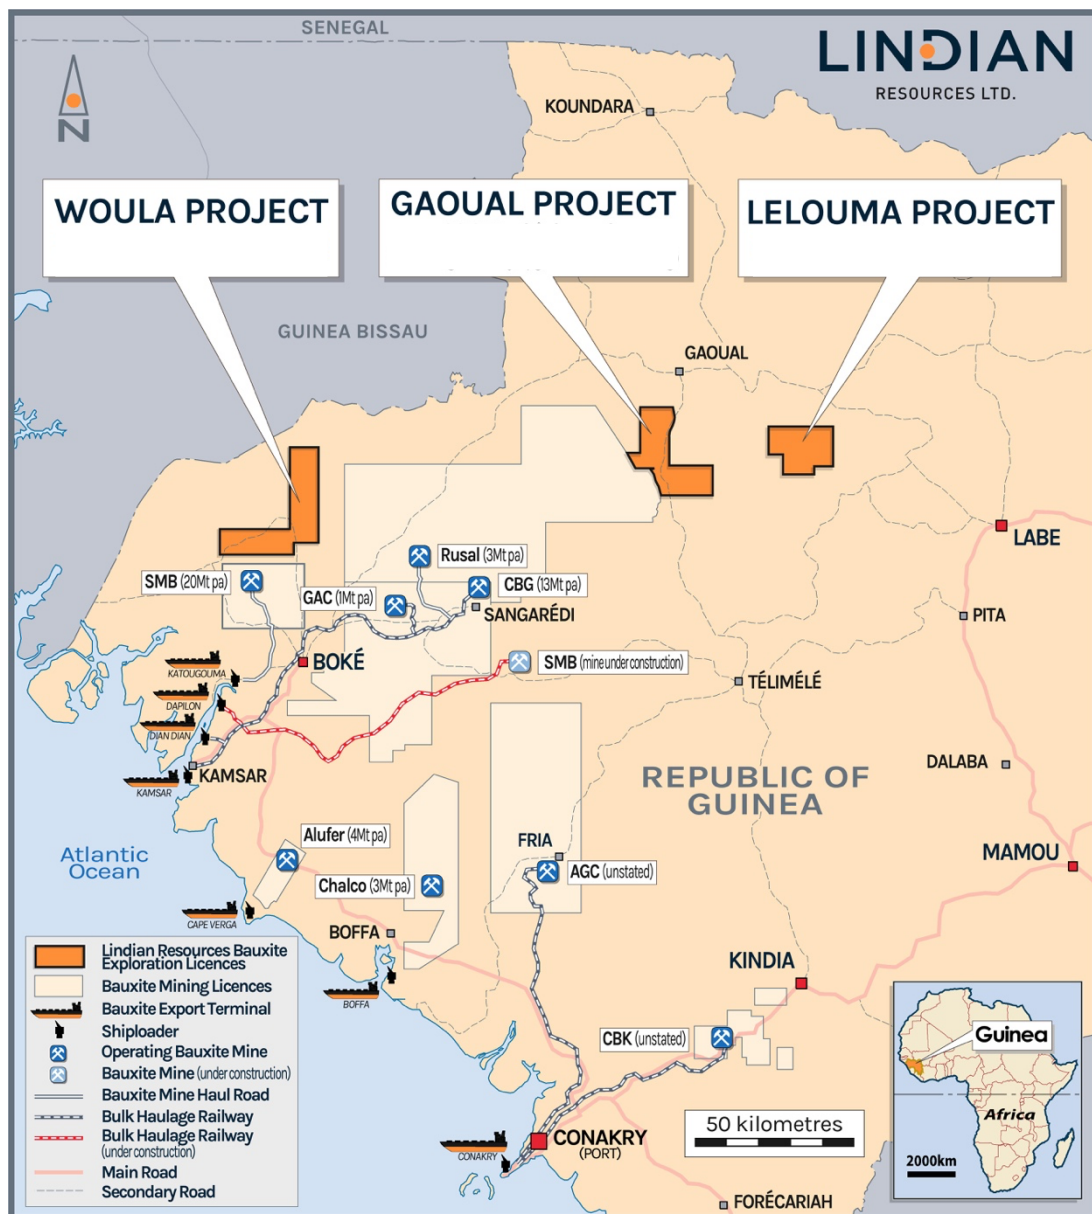 SENEGAL
LINDIAN
RESOURCES LTD.
N
KOUNDARA
WOULA PROJECT
GAOUAL PROJECT
LELOUMA PROJECT
GUINEA BISSAU
GAOUAL
LABE
Rusal (3Mt pa)
SMB (20Mt pa)
CBG (13Mt pa)
GAC (1Mt pa)
SANGARÉDI
PITA
BOKÉ
SMB (mine under construction)
KATOUGOUMA
TÉLIMÉLÉ
DAPILON
DIAN DIAN
KAMSAR
KAMSAR
DALABA
REPUBLIC OF
GUINEA
Alufer (4Mt pa)
FRIA
MAMOU
Atlantic
Ocean
AGC (unstated)
Chalco (3Mt pa)
CAPE VERGA
BOFFA
BOFFA
KINDIA
CBK (unstated)
Lindian Resources Bauxite
Exploration Licences
Bauxite Mining Licences
Bauxite Export Terminal
Shiploader
Operating Bauxite Mine
Bauxite Mine (under construction)
Bauxite Mine Haul Road
Bulk Haulage Railway
Bulk Haulage Railway
(under construction)
Main Road
Secondary Road
50 kilometres
CONAKRY
(PORT)
CONAKRY
FORÉCARIAH
Guinea
Africa
2000km